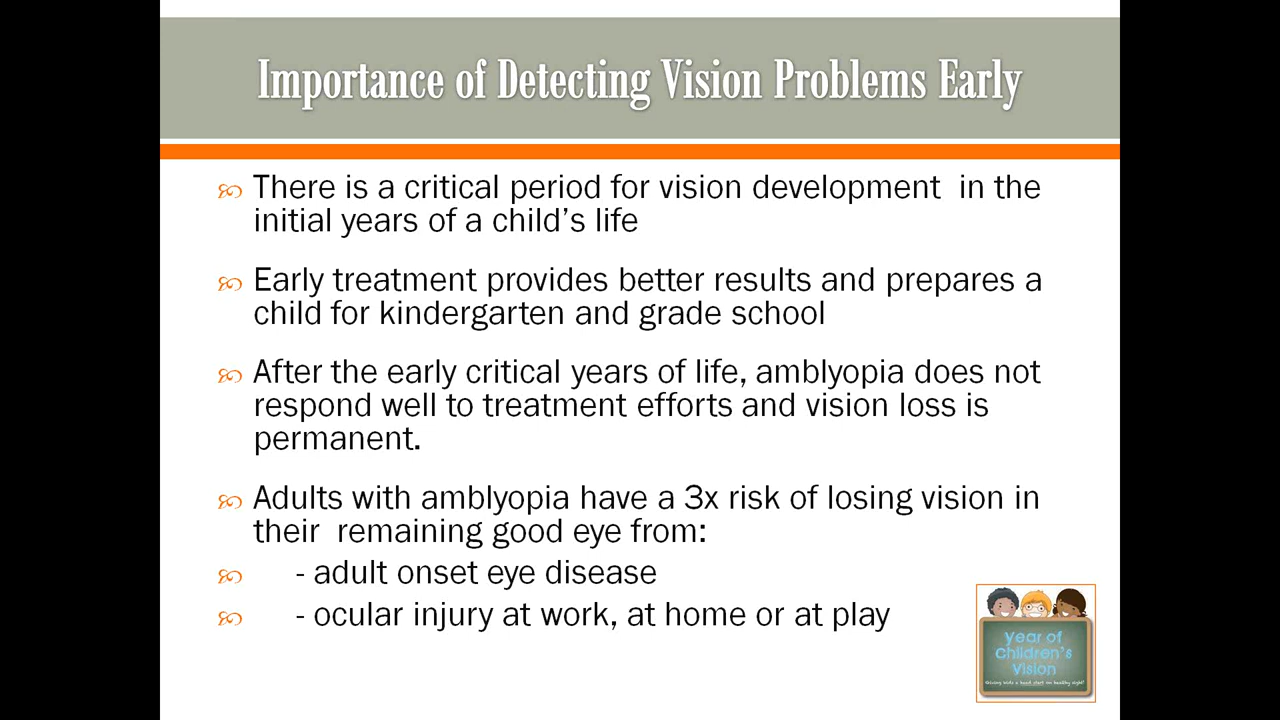 Importance of Detecting Vision Problems Early
There is a critical period for vision development  in the
initial years of a child’s life
Early treatment provides better results and prepares a
child for kindergarten and grade school
After the early critical years of life, amblyopia does not
respond well to treatment efforts and vision loss is
permanent.
Adults with amblyopia have a 3x risk of losing vision in
their  remaining good eye from:
- adult onset eye disease
- ocular injury at work, at home or at play
Year of
Children's
Vision